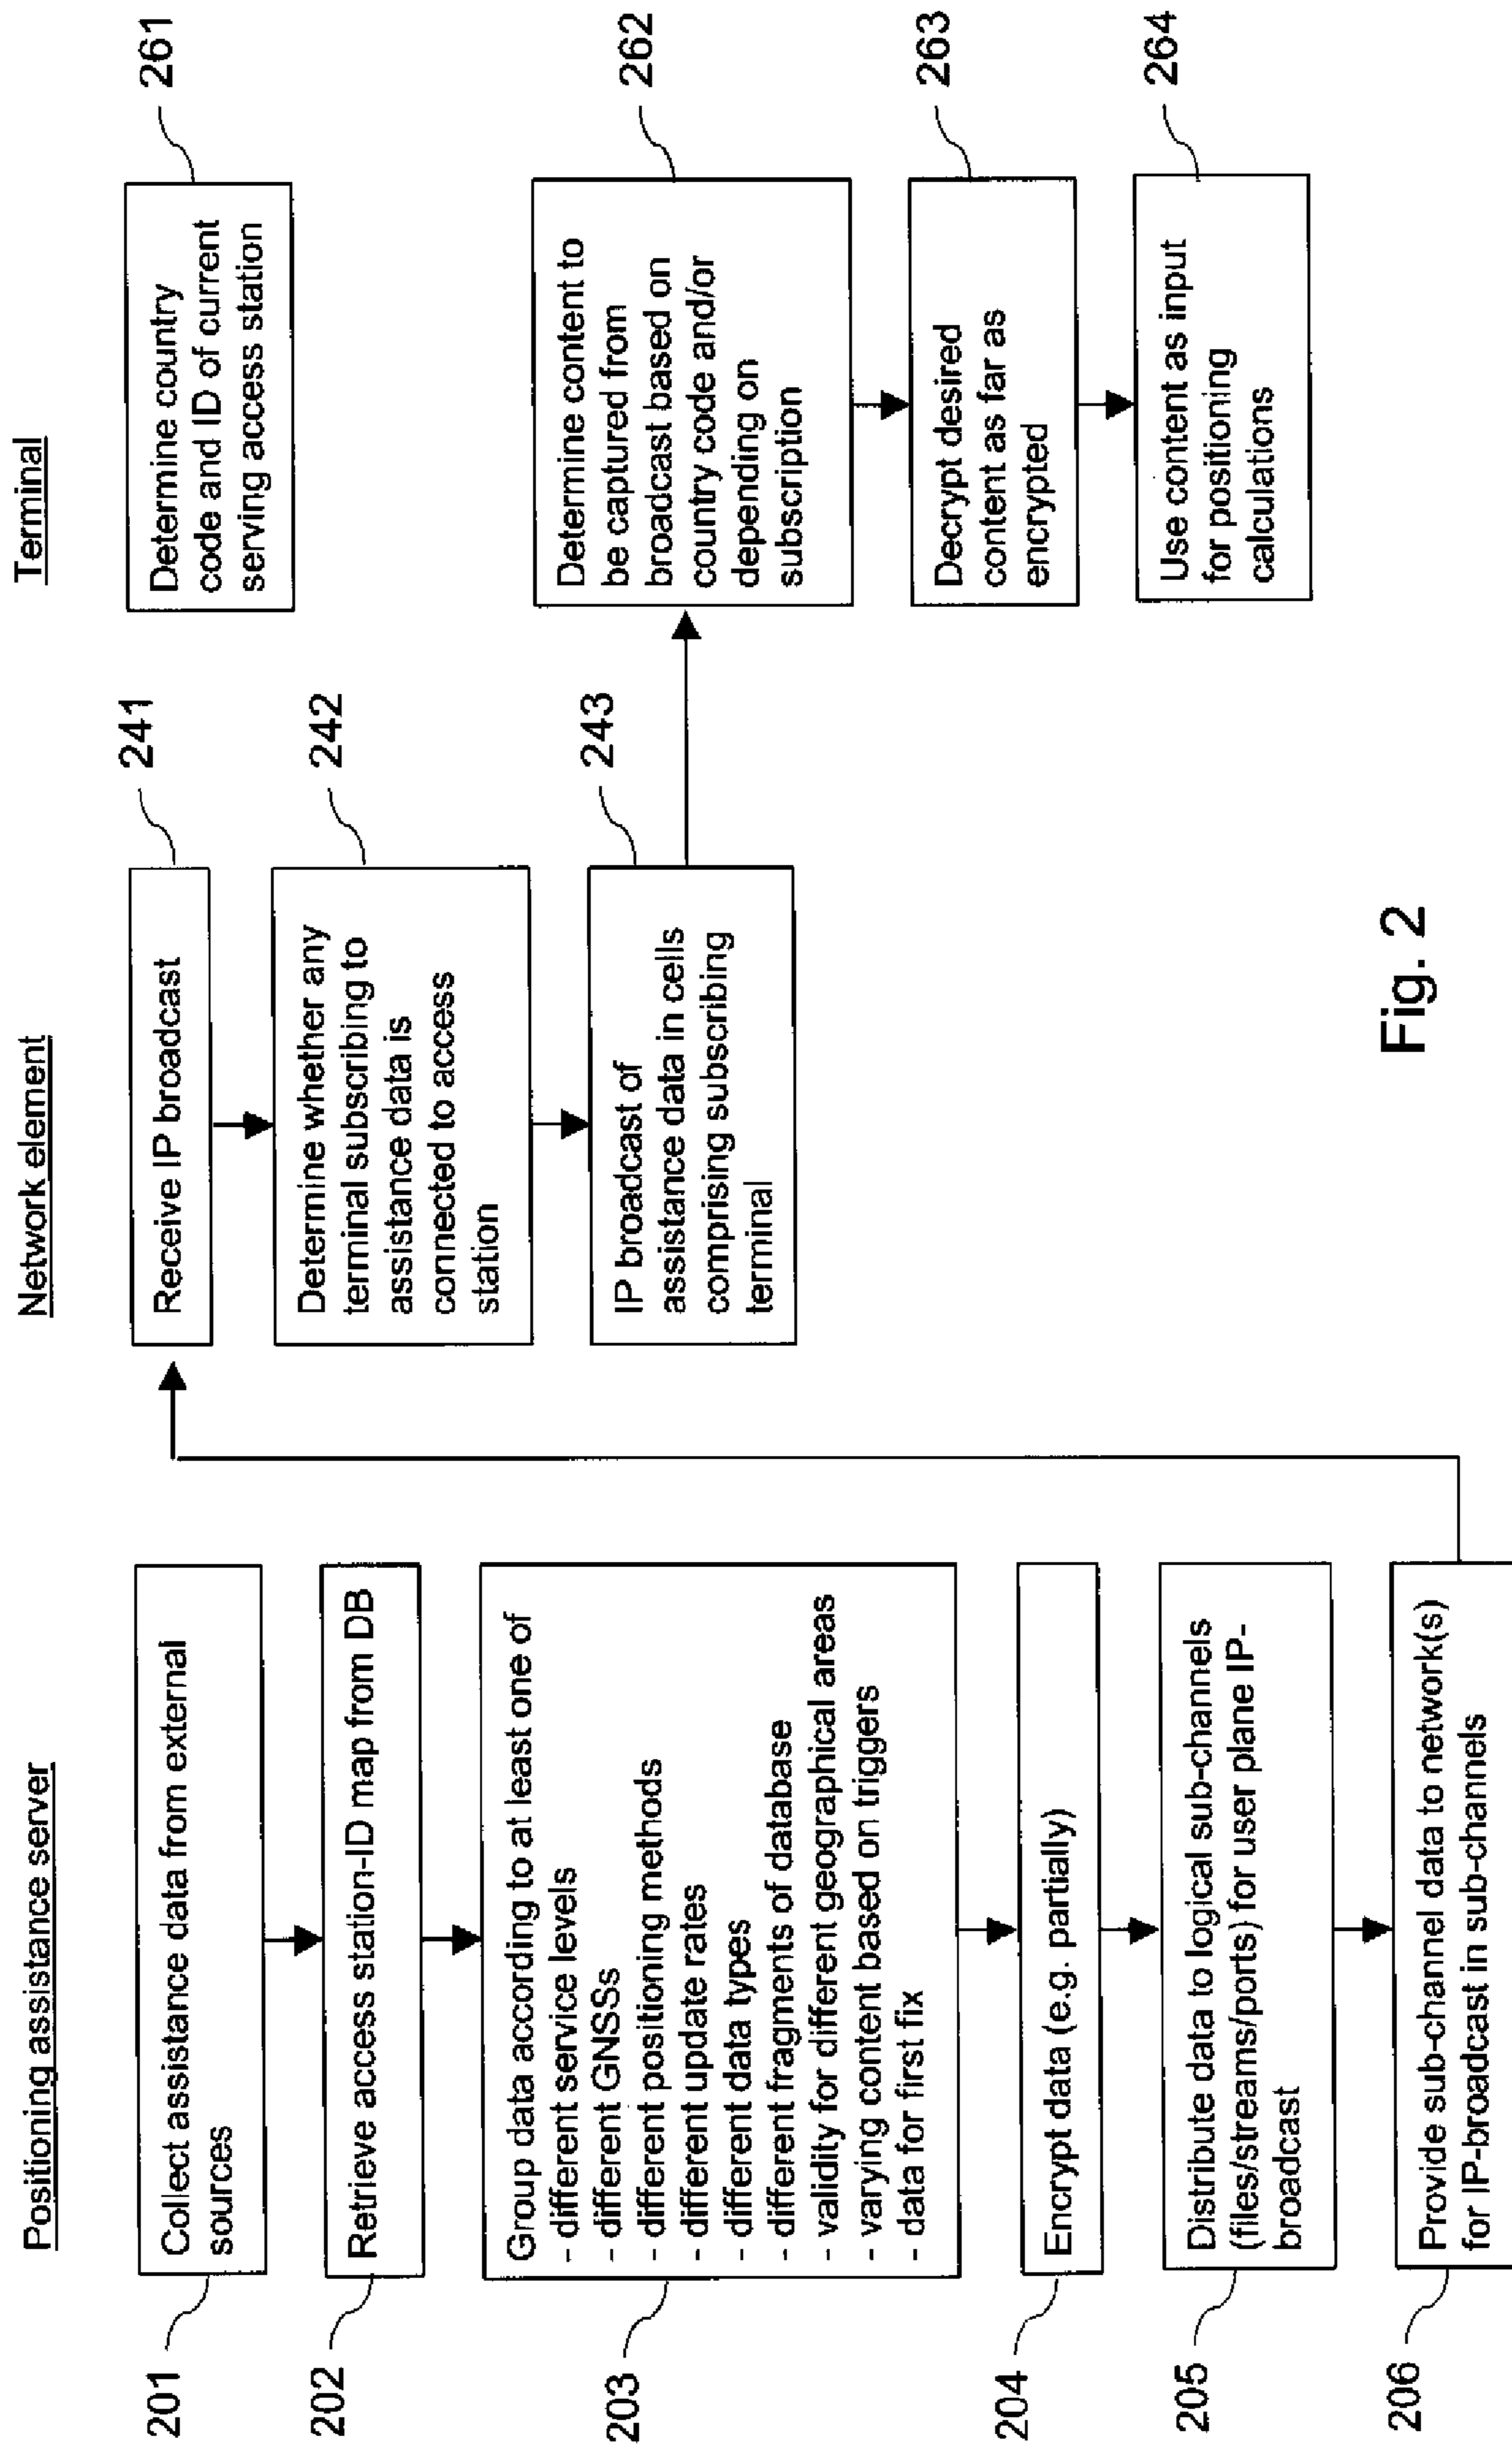 Positioning assistance server
201
Collect assistance data from external
sources
202
Retrieve access station-ID map from DB
203
Group data according to at least one of
- different service levels
- different GNSSs
- different positioning methods
- different update rates
- different data types
- different fragments of database
- validity for different geographical areas
- varying content based on triggers
- data for first fix
204
Encrypt data (e.g. partially)
205
Distribute data to logical sub-channels
(files/streams/ports) for user plane IP-
broadcast
206
Provide sub-channel data to network(s)
for IP-broadcast in sub-channels
Network element
241
Receive IP broadcast
242
Determine whether any
terminal subscribing to
assistance data is
connected to access
station
243
IP broadcast of
assistance data in cells
comprising subscribing
terminal
Terminal
261
Determine country
code and ID of current
serving access station
262
Determine content to
be captured from
broadcast based on
country code and/or
depending on
subscription
263
Decrypt desired
content as far as
encrypted
264
Use content as input
for positioning
calculations
Fig. 2